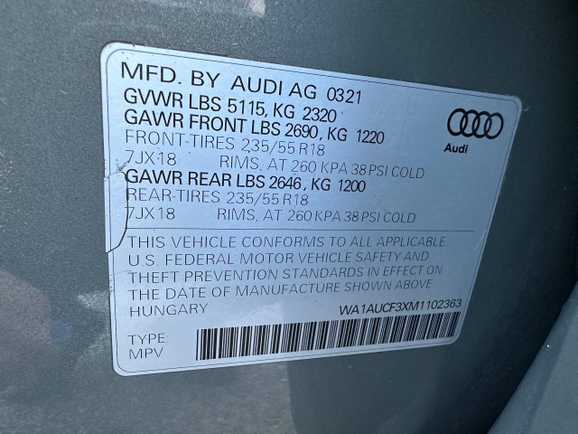 MFD. BY AUDI AG 0321
GVWR LBS 5115, KG 2320
GAWR FRONT LBS 2690, KG 1220
FRONT-TIRES 235/55 R18
7JX18 RIMS, AT 260 KPA 38 PSI COLD
GAWR REAR LBS 2646, KG 1200
REAR-TIRES 235/55 R18
7JX18 RIMS, AT 260 KPA 38 PSI COLD
Audi
THIS VEHICLE CONFORMS TO ALL APPLICABLE
U.S. FEDERAL MOTOR VEHICLE SAFETY AND
THEFT PREVENTION STANDARDS IN EFFECT ON
THE DATE OF MANUFACTURE SHOWN ABOVE
HUNGARY
WA1AUCF3XM1102363
TYPE
MPV